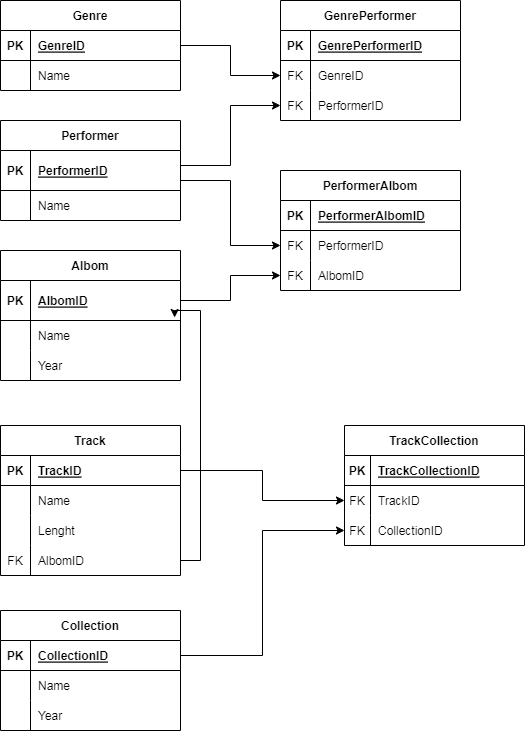 Genre
PK GenreID
Name
GenrePerformer
PK GenrePerformerID
FK GenreID
FK PerformerID
Performer
PK PerformerID
Name
PerformerAlbom
PK PerformerAlbomID
FK PerformerID
FK AlbomID
Albom
PK AlbomID
Name
Year
Track
PK TrackID
Name
Lenght
FK AlbomID
TrackCollection
PK TrackCollectionID
FK TrackID
FK CollectionID
Collection
PK CollectionID
Name
Year